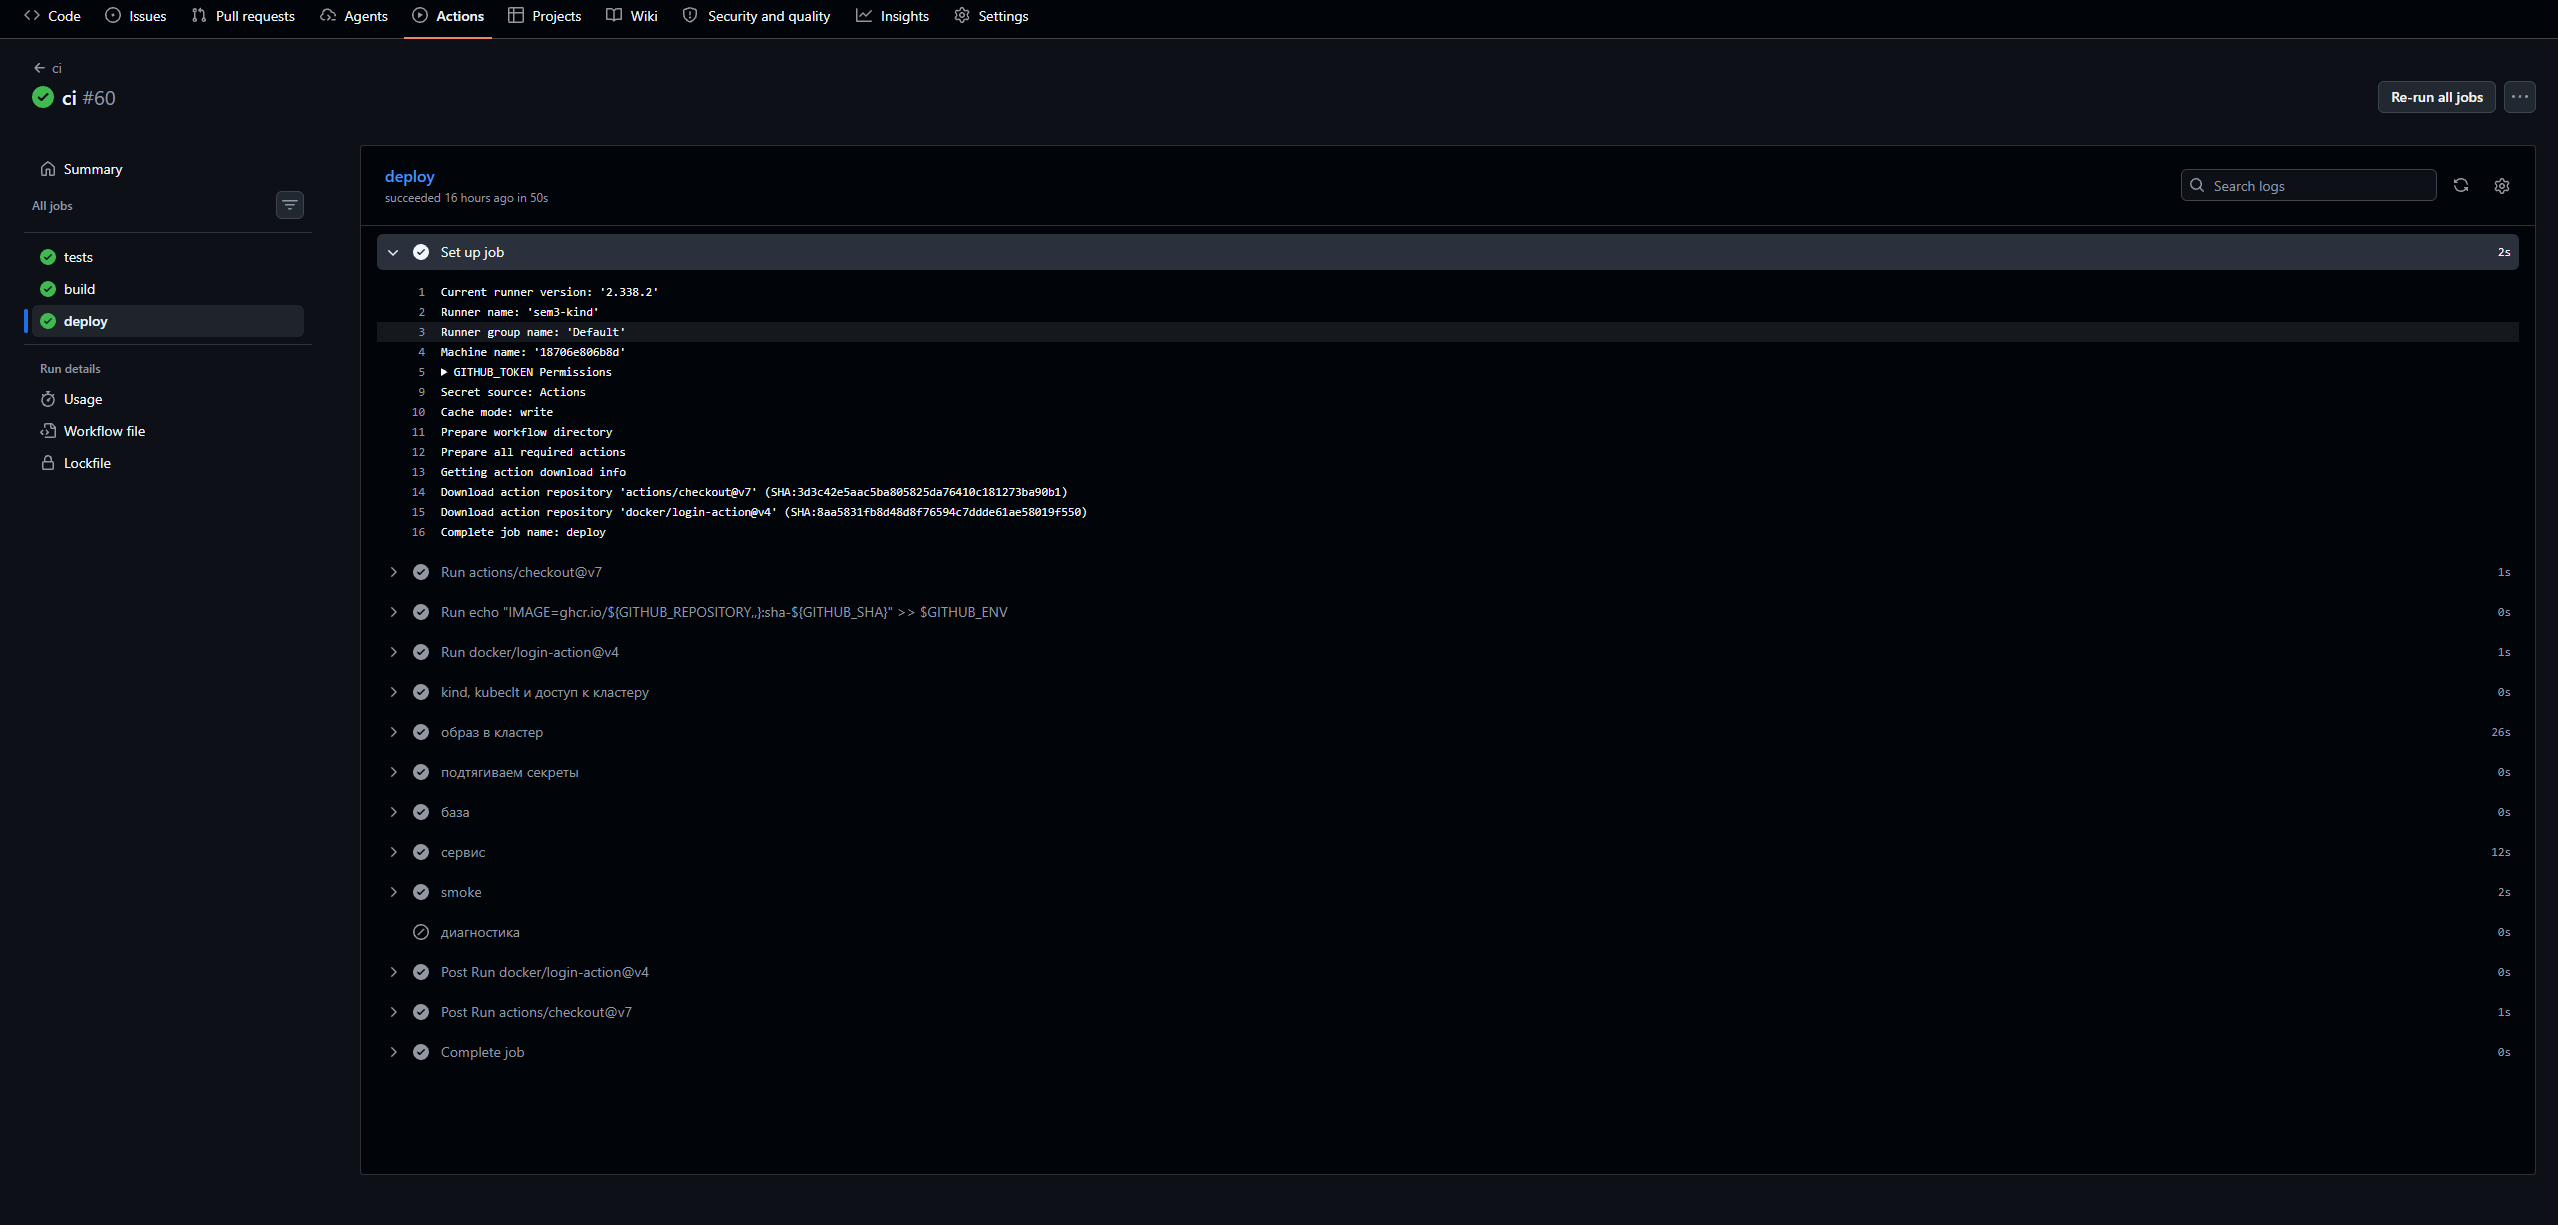 Code Issues Pull requests Agents Actions Projects Wiki Security and quality Insights Settings
ci
ci #60
Re-run all jobs
Summary
All jobs
tests
build
deploy
Run details
Usage
Workflow file
Lockfile
deploy
succeeded 16 hours ago in 50s
Search logs
Set up job 2s
1 Current runner version: '2.338.2'
2 Runner name: 'sem3-kind'
3 Runner group name: 'Default'
4 Machine name: '18706e806b8d'
5 GITHUB_TOKEN Permissions
9 Secret source: Actions
10 Cache mode: write
11 Prepare workflow directory
12 Prepare all required actions
13 Getting action download info
14 Download action repository 'actions/checkout@v7' (SHA:3d3c42e5aac5ba805825da76410c181273ba90b1)
15 Download action repository 'docker/login-action@v4' (SHA:8aa5831fb8d48d8f76594c7ddde61ae58019f550)
16 Complete job name: deploy
Run actions/checkout@v7 1s
Run echo "IMAGE=ghcr.io/${GITHUB_REPOSITORY,,}:sha-${GITHUB_SHA}" >> $GITHUB_ENV 0s
Run docker/login-action@v4 1s
kind, kubeclt и доступ к кластеру 0s
образ в кластер 26s
подтягиваем секреты 0s
база 0s
сервис 12s
smoke 2s
диагностика 0s
Post Run docker/login-action@v4 0s
Post Run actions/checkout@v7 1s
Complete job 0s